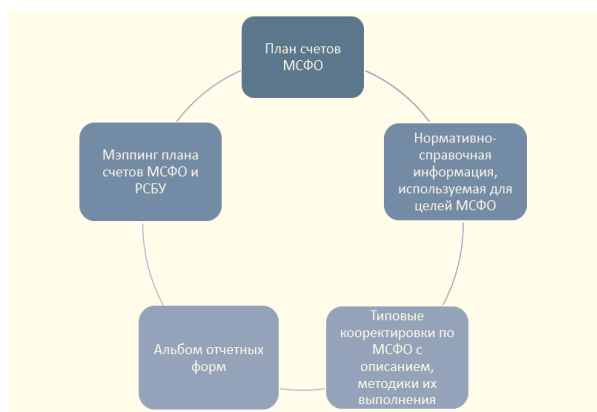 План счетов
МСФО
Нормативно-
справочная
информация,
используемая для
целей МСФО
Типовые
кооректировки по
МСФО с
описанием,
методики их
выполнения
Альбом отчетных
форм
Мэппинг плана
счетов МСФО и
РСБУ